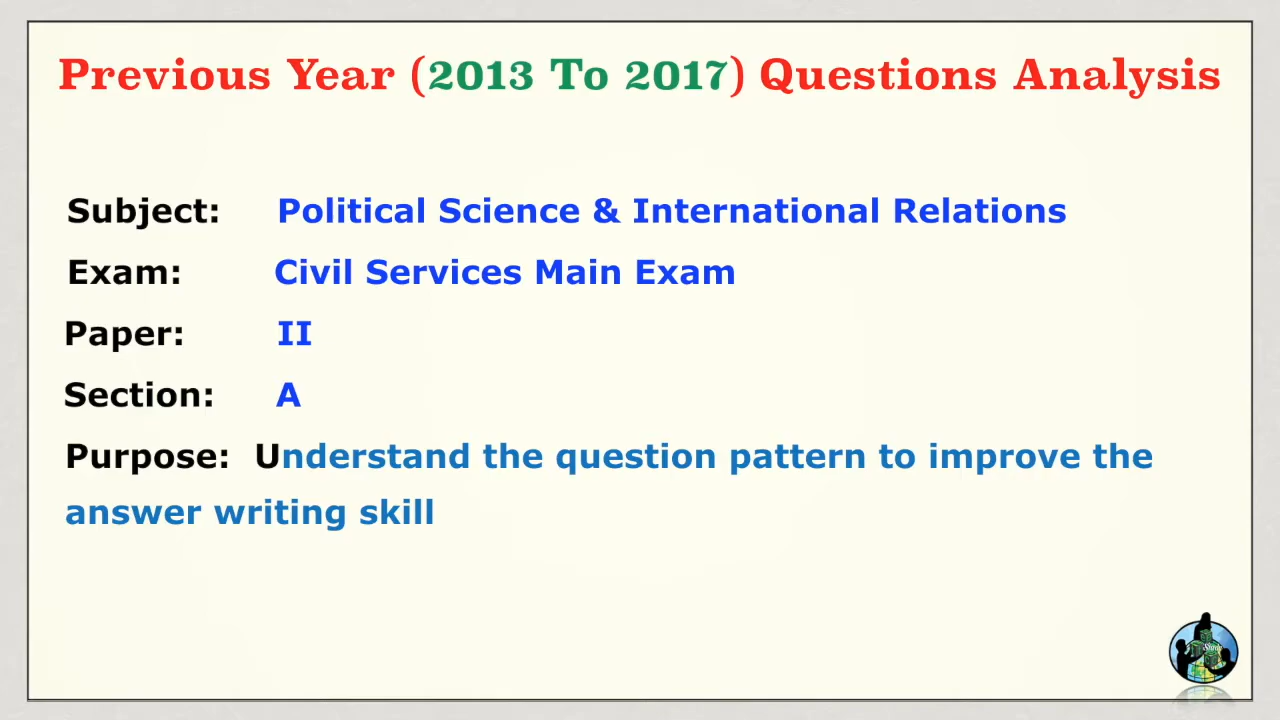 Previous Year (2013 To 2017) Questions Analysis
Subject: Political Science & International Relations
Exam: Civil Services Main Exam
Paper: II
Section: A
Purpose: Understand the question pattern to improve the
answer writing skill